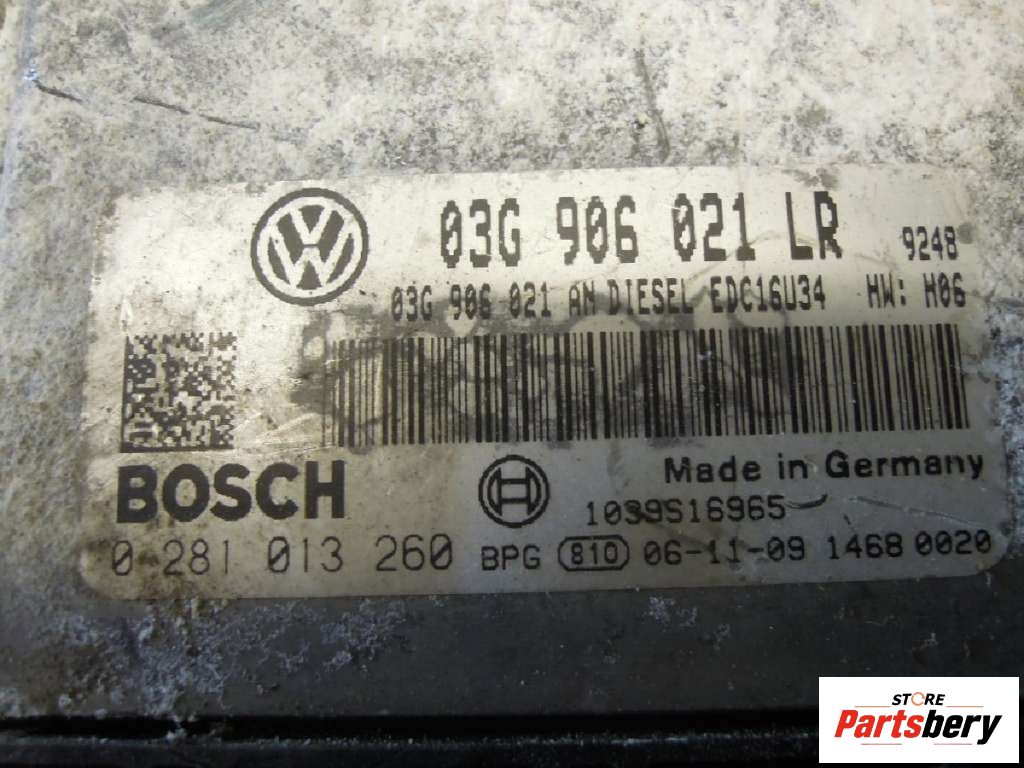 03G 906 021 LR 9248
03G 906 021 AN DIESEL EDC16U34 HW: H06
BOSCH
Made in Germany
1039S16965
0 281 013 260 BPG 810 06-11-09 1468 0020
STORE
Partsbery